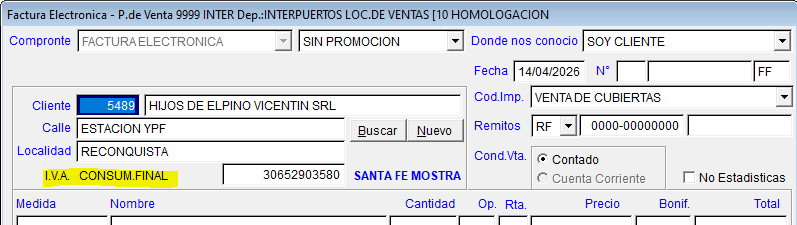 Factura Electronica - P.de Venta 9999 INTER Dep.:INTERPUERTOS LOC.DE VENTAS [10 HOMOLOGACION
Compronte FACTURA ELECTRONICA SIN PROMOCION Donde nos conocio SOY CLIENTE
Fecha 14/04/2026 N° FF
Cliente 5489 HIJOS DE ELPINO VICENTIN SRL Cod.Imp. VENTA DE CUBIERTAS
Calle ESTACION YPF Buscar Nuevo Remitos RF 0000-00000000
Localidad RECONQUISTA Cond.Vta. Contado
I.V.A. CONSUM.FINAL 30652903580 SANTA FE MOSTRA Cuenta Corriente No Estadisticas
Medida Nombre Cantidad Op. Rta. Precio Bonif. Total